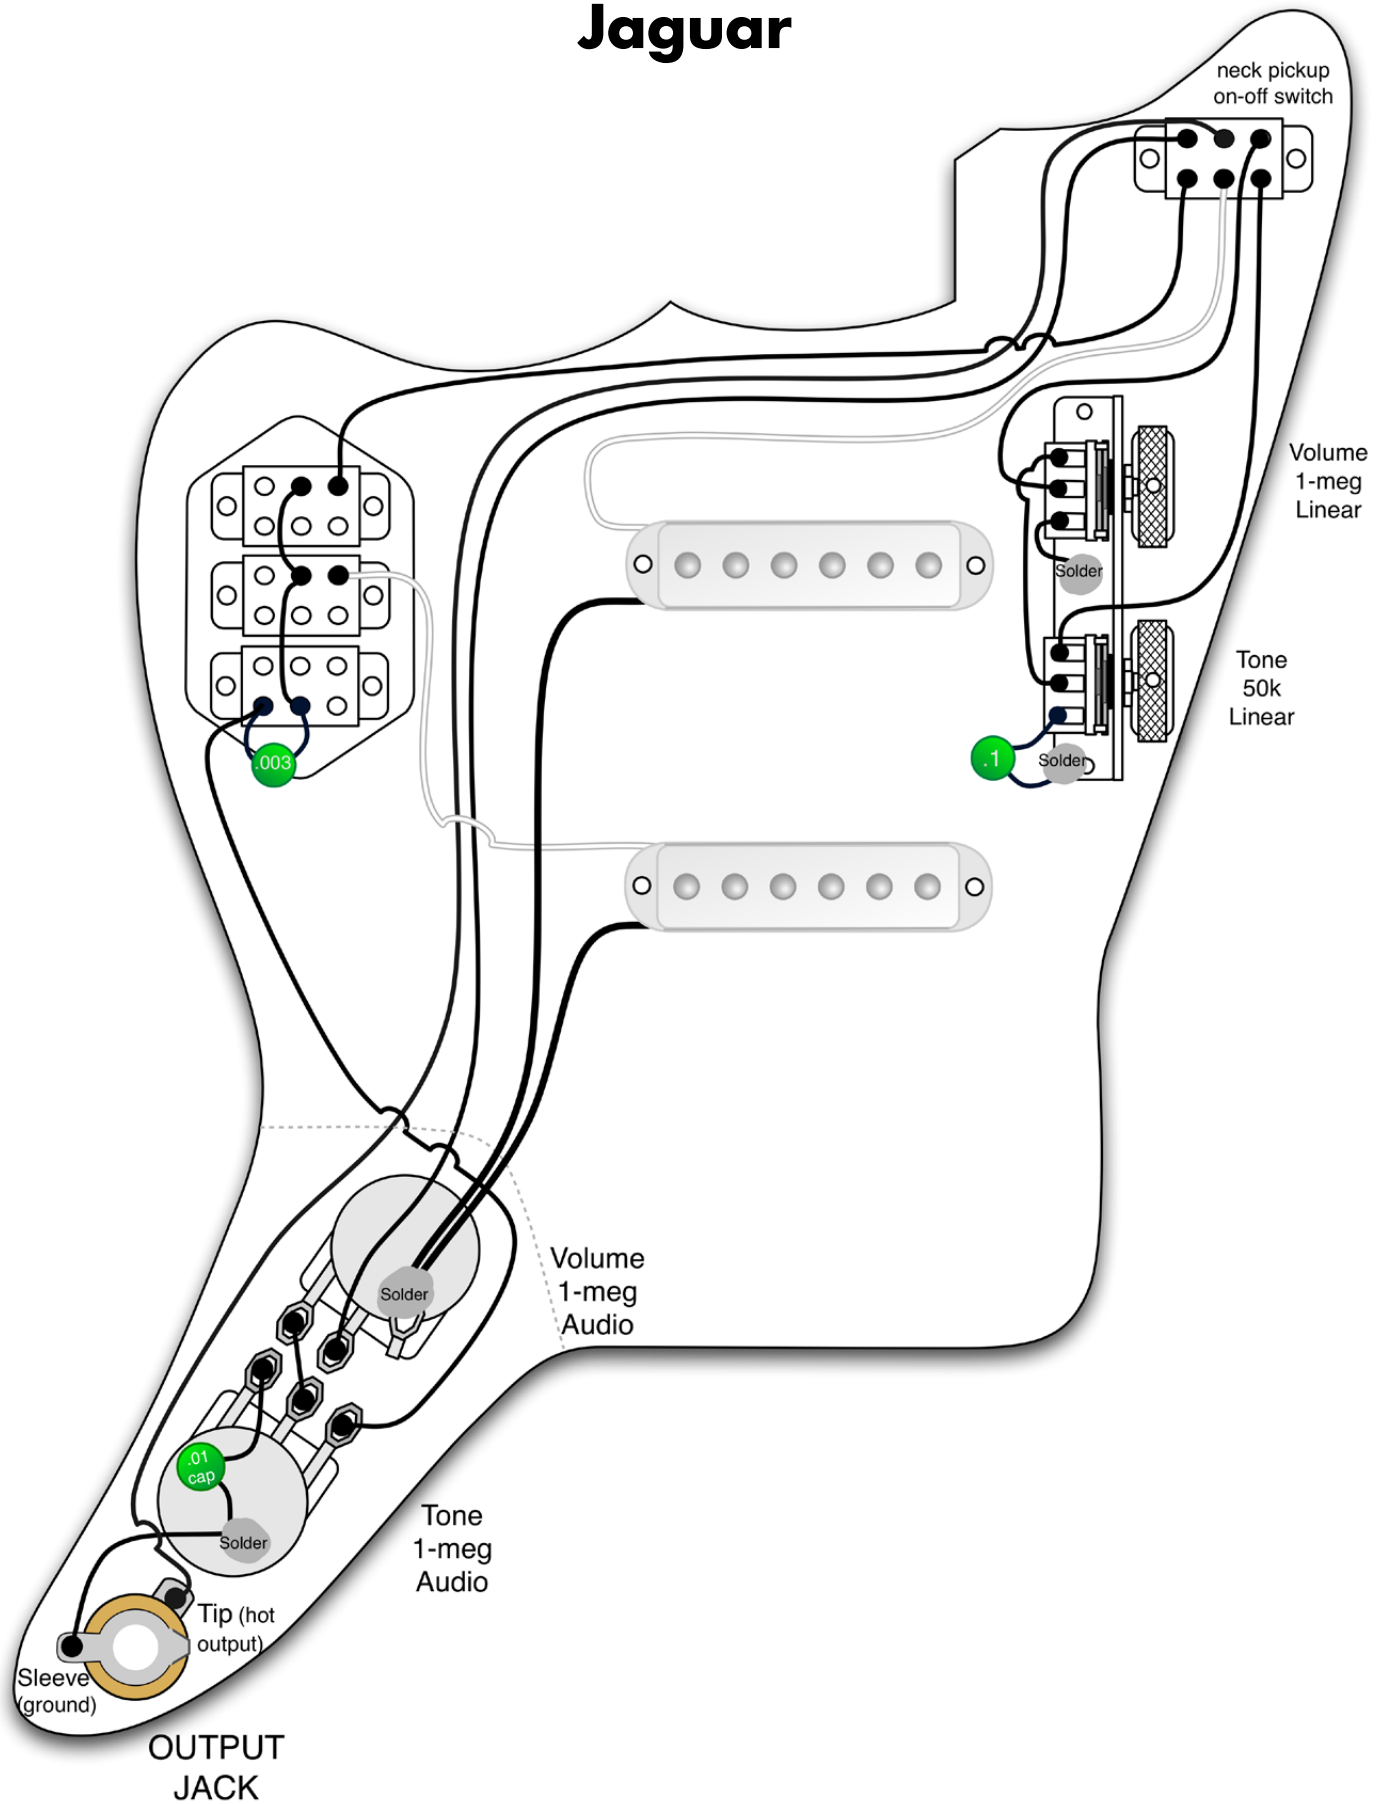 Jaguar
neck pickup
on-off switch
Volume
1-meg
Linear
Solder
Tone
50k
Linear
.003
.1
Solder
Volume
1-meg
Audio
Solder
.01
cap
Tone
1-meg
Audio
Solder
Tip (hot
output)
Sleeve
(ground)
OUTPUT
JACK